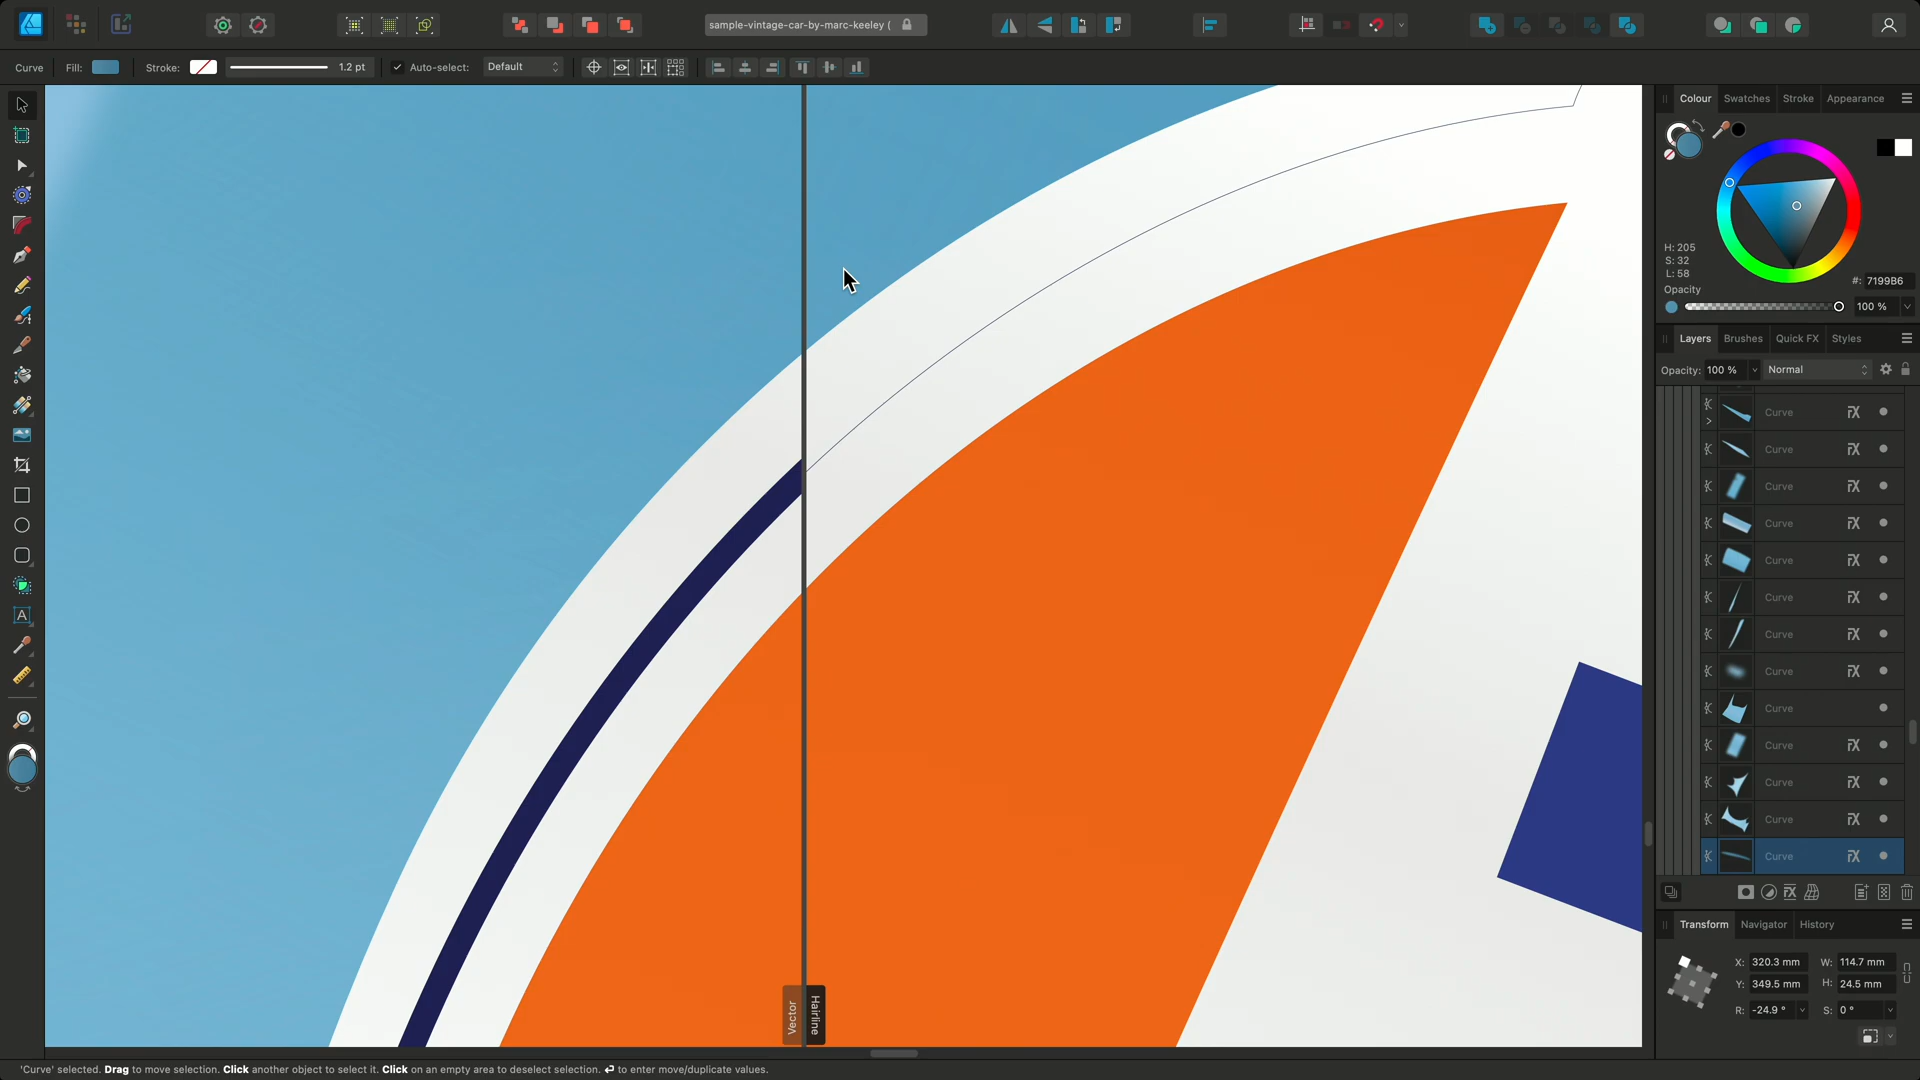 sample-vintage-car-by-marc-keeley (
Curve
Fill:
Stroke:
1.2 pt
Auto-select:
Default
Colour
Swatches
Stroke
Appearance
H: 205
S: 32
L: 58
#: 7199B6
Opacity
100 %
Layers
Brushes
Quick FX
Styles
Opacity: 100 %
Normal
Curve
Curve
Curve
Curve
Curve
Curve
Curve
Curve
Curve
Curve
Curve
Curve
Curve
Transform
Navigator
History
X: 320.3 mm
W: 114.7 mm
Y: 349.5 mm
H: 24.5 mm
R: -24.9 °
S: 0 °
Vector
Hairline
'Curve' selected. Drag to move selection. Click another object to select it. Click on an empty area to deselect selection. ⏎ to enter move/duplicate values.